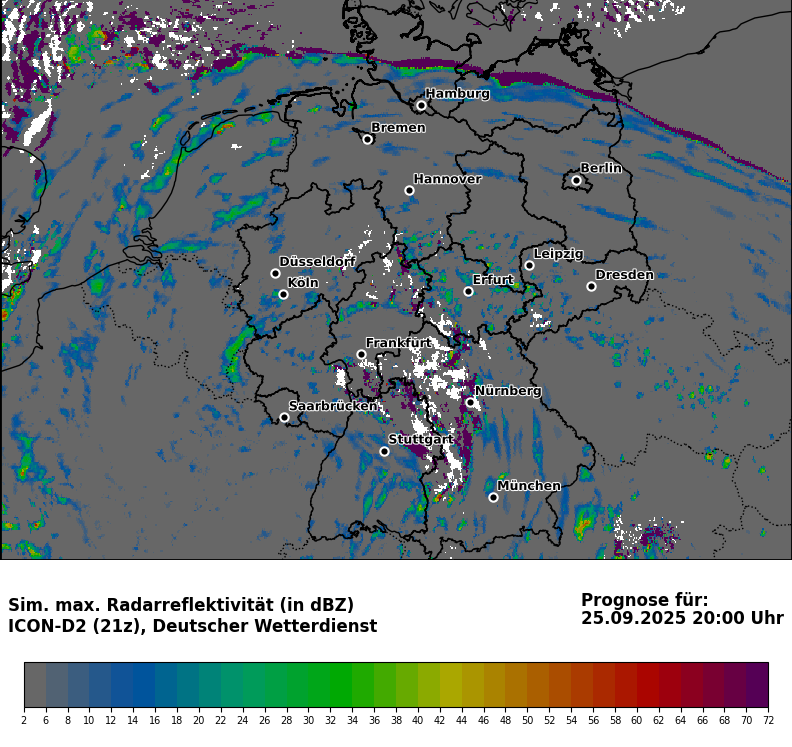 Hamburg
Bremen
Berlin
Hannover
Leipzig
Düsseldorf
Dresden
Köln
Erfurt
Frankfurt
Nürnberg
Saarbrücken
Stuttgart
München
Sim. max. Radarreflektivität (in dBZ)
ICON-D2 (21z), Deutscher Wetterdienst
Prognose für:
25.09.2025 20:00 Uhr
2 6 8 10 12 14 16 18 20 22 24 26 28 30 32 34 36 38 40 42 44 46 48 50 52 54 56 58 60 62 64 66 68 70 72